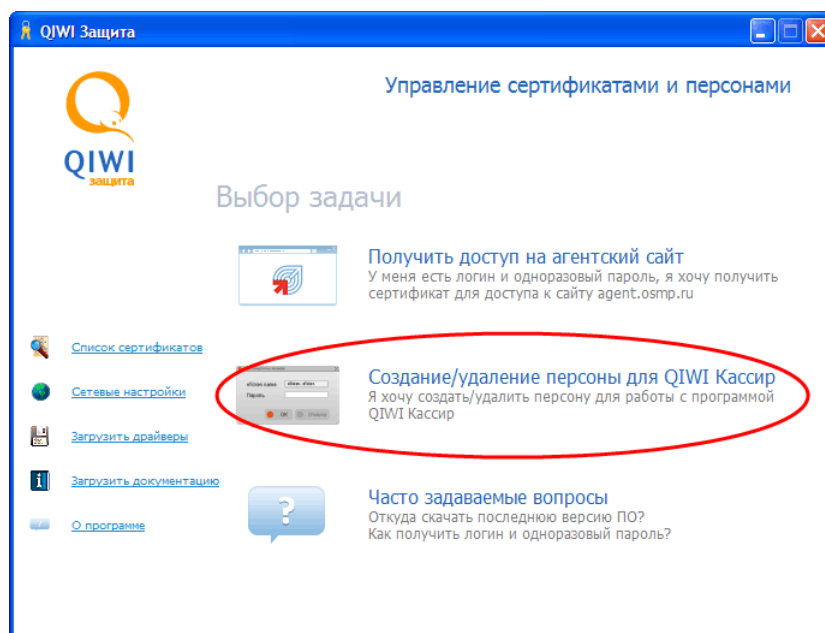 QIWI Защита
Управление сертификатами и персонами
QIWI
защита
Выбор задачи
Получить доступ на агентский сайт
У меня есть логин и одноразовый пароль, я хочу получить
сертификат для доступа к сайту agent.osmp.ru
Список сертификатов
Создание/удаление персоны для QIWI Кассир
Я хочу создать/удалить персону для работы с программой
QIWI Кассир
Сетевые настройки
Пароль
OK
Загрузить драйверы
Загрузить документацию
Часто задаваемые вопросы
Откуда скачать последнюю версию ПО?
Как получить логин и одноразовый пароль?
О программе